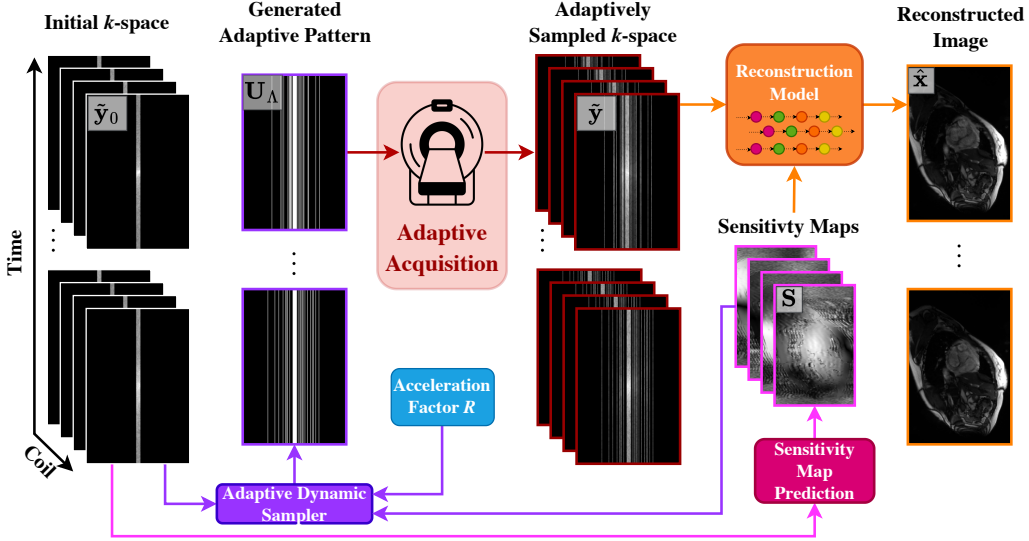 Initial k-space
Generated
Adaptive Pattern
Adaptively
Sampled k-space
Reconstructed
Image
ỹ₀
U_Λ
ỹ
Reconstruction
Model
x̂
Adaptive
Acquisition
Sensitivty Maps
S
Time
Coil
Acceleration
Factor R
Adaptive Dynamic
Sampler
Sensitivity
Map
Prediction